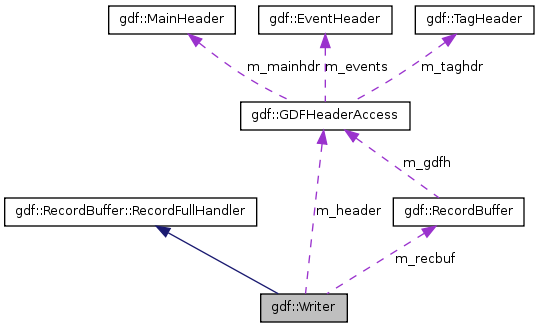 gdf::MainHeader
gdf::EventHeader
gdf::TagHeader
m_mainhdr
m_events
m_taghdr
gdf::GDFHeaderAccess
m_gdfh
gdf::RecordBuffer::RecordFullHandler
m_header
gdf::RecordBuffer
m_recbuf
gdf::Writer